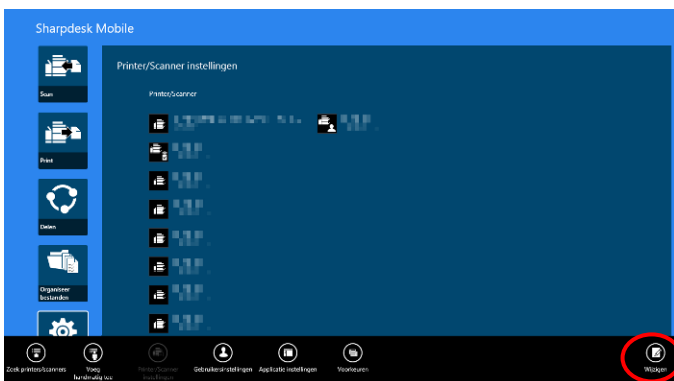 Sharpdesk Mobile
Scan
Print
Delen
Organiseer
bestanden
Printer/Scanner instellingen
Printer/Scanner
Zoek printers/scanners
Voeg
handmatig toe
Printer/Scanner
instellingen
Gebruikersinstellingen
Applicatie instellingen
Voorkeuren
Wijzigen